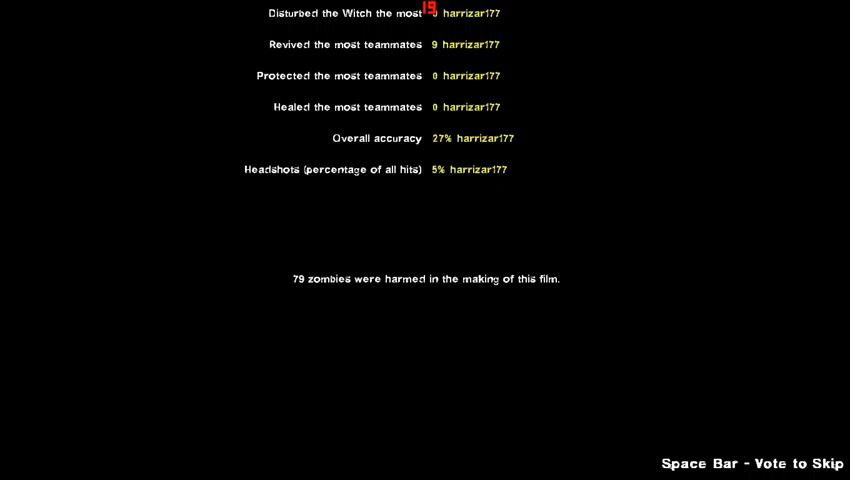 19
Disturbed the Witch the most 0 harrizar177
Revived the most teammates 9 harrizar177
Protected the most teammates 0 harrizar177
Healed the most teammates 0 harrizar177
Overall accuracy 27% harrizar177
Headshots (percentage of all hits) 5% harrizar177
79 zombies were harmed in the making of this film.
Space Bar - Vote to Skip